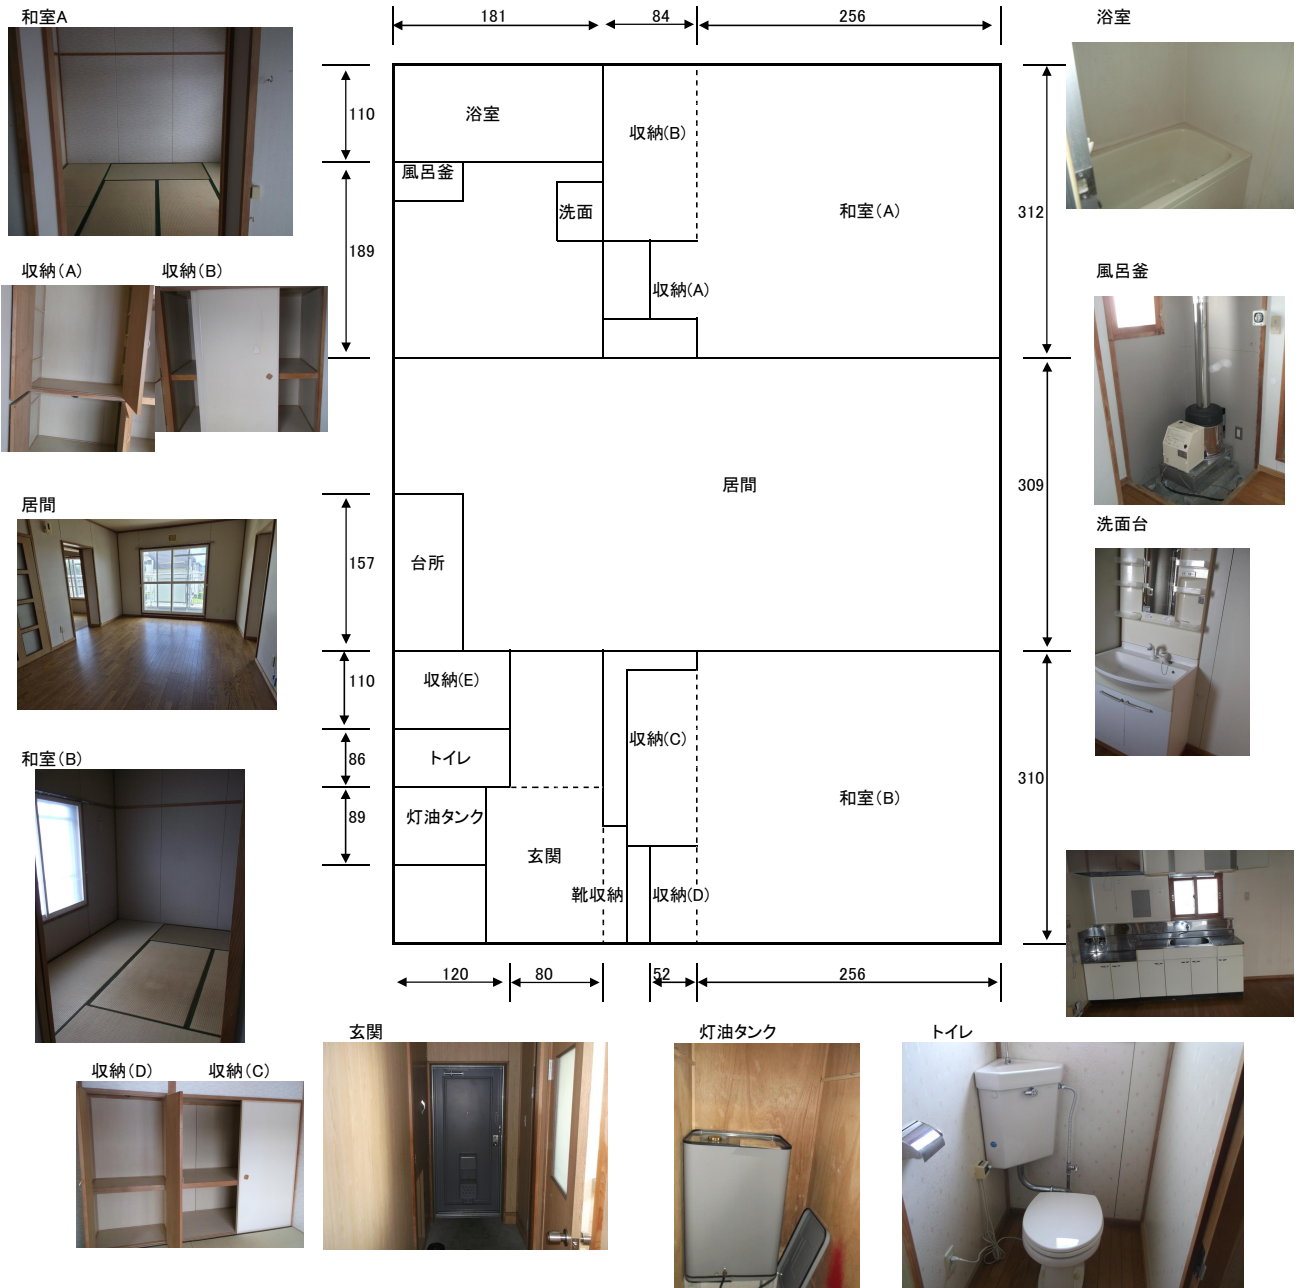 和室A
181
84
256
浴室
110
浴室
収納(B)
風呂釜
洗面
和室(A)
312
189
収納(A)
収納(B)
収納(A)
風呂釜
居間
居間
309
洗面台
157
台所
110
収納(E)
収納(C)
和室(B)
86
トイレ
310
和室(B)
89
灯油タンク
玄関
靴収納
収納(D)
120
80
52
256
玄関
灯油タンク
トイレ
収納(D)
収納(C)